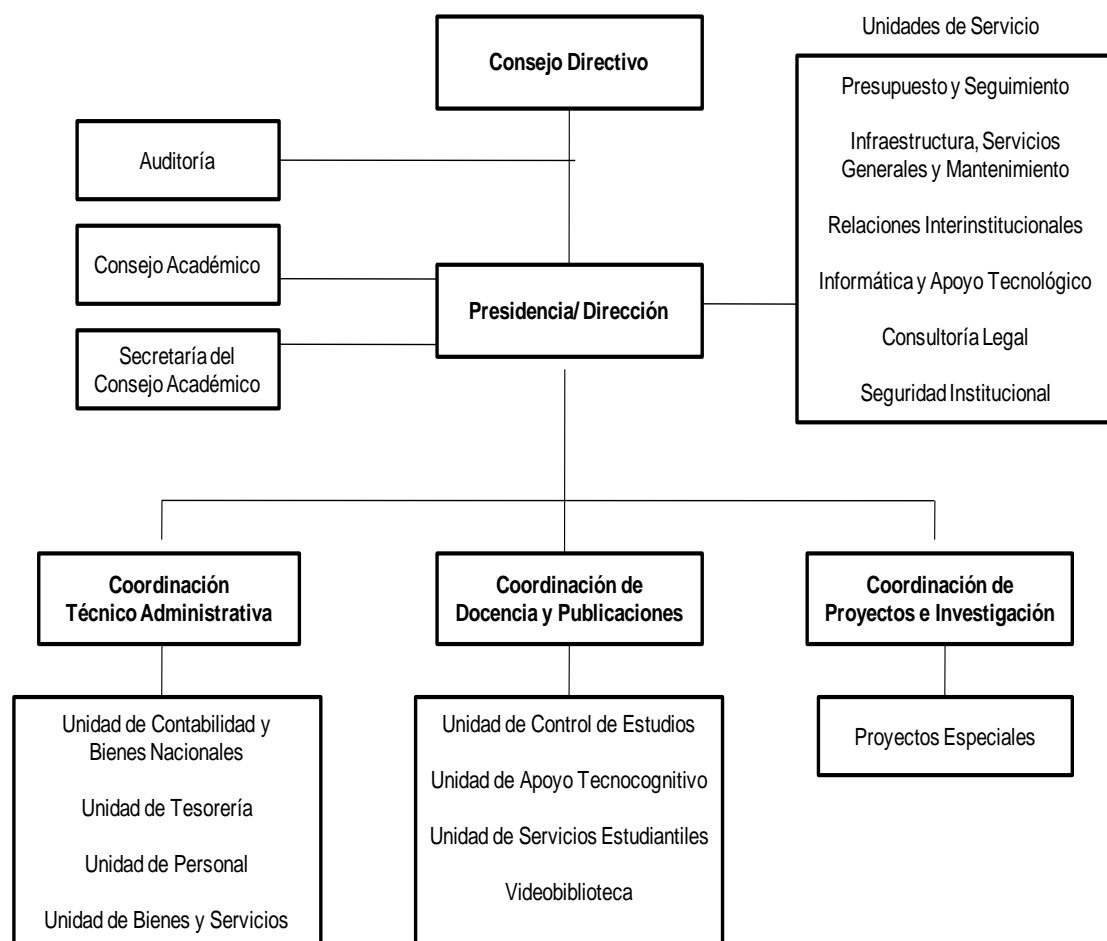 Unidades de Servicio
Consejo Directivo
Presupuesto y Seguimiento
Infraestructura, Servicios
Generales y Mantenimiento
Relaciones Interinstitucionales
Informática y Apoyo Tecnológico
Consultoría Legal
Seguridad Institucional
Auditoría
Consejo Académico
Secretaría del
Consejo Académico
Presidencia/ Dirección
Coordinación
Técnico Administrativa
Coordinación de
Docencia y Publicaciones
Coordinación de
Proyectos e Investigación
Unidad de Contabilidad y
Bienes Nacionales
Unidad de Tesorería
Unidad de Personal
Unidad de Bienes y Servicios
Unidad de Control de Estudios
Unidad de Apoyo Tecnocognitivo
Unidad de Servicios Estudiantiles
Videobiblioteca
Proyectos Especiales